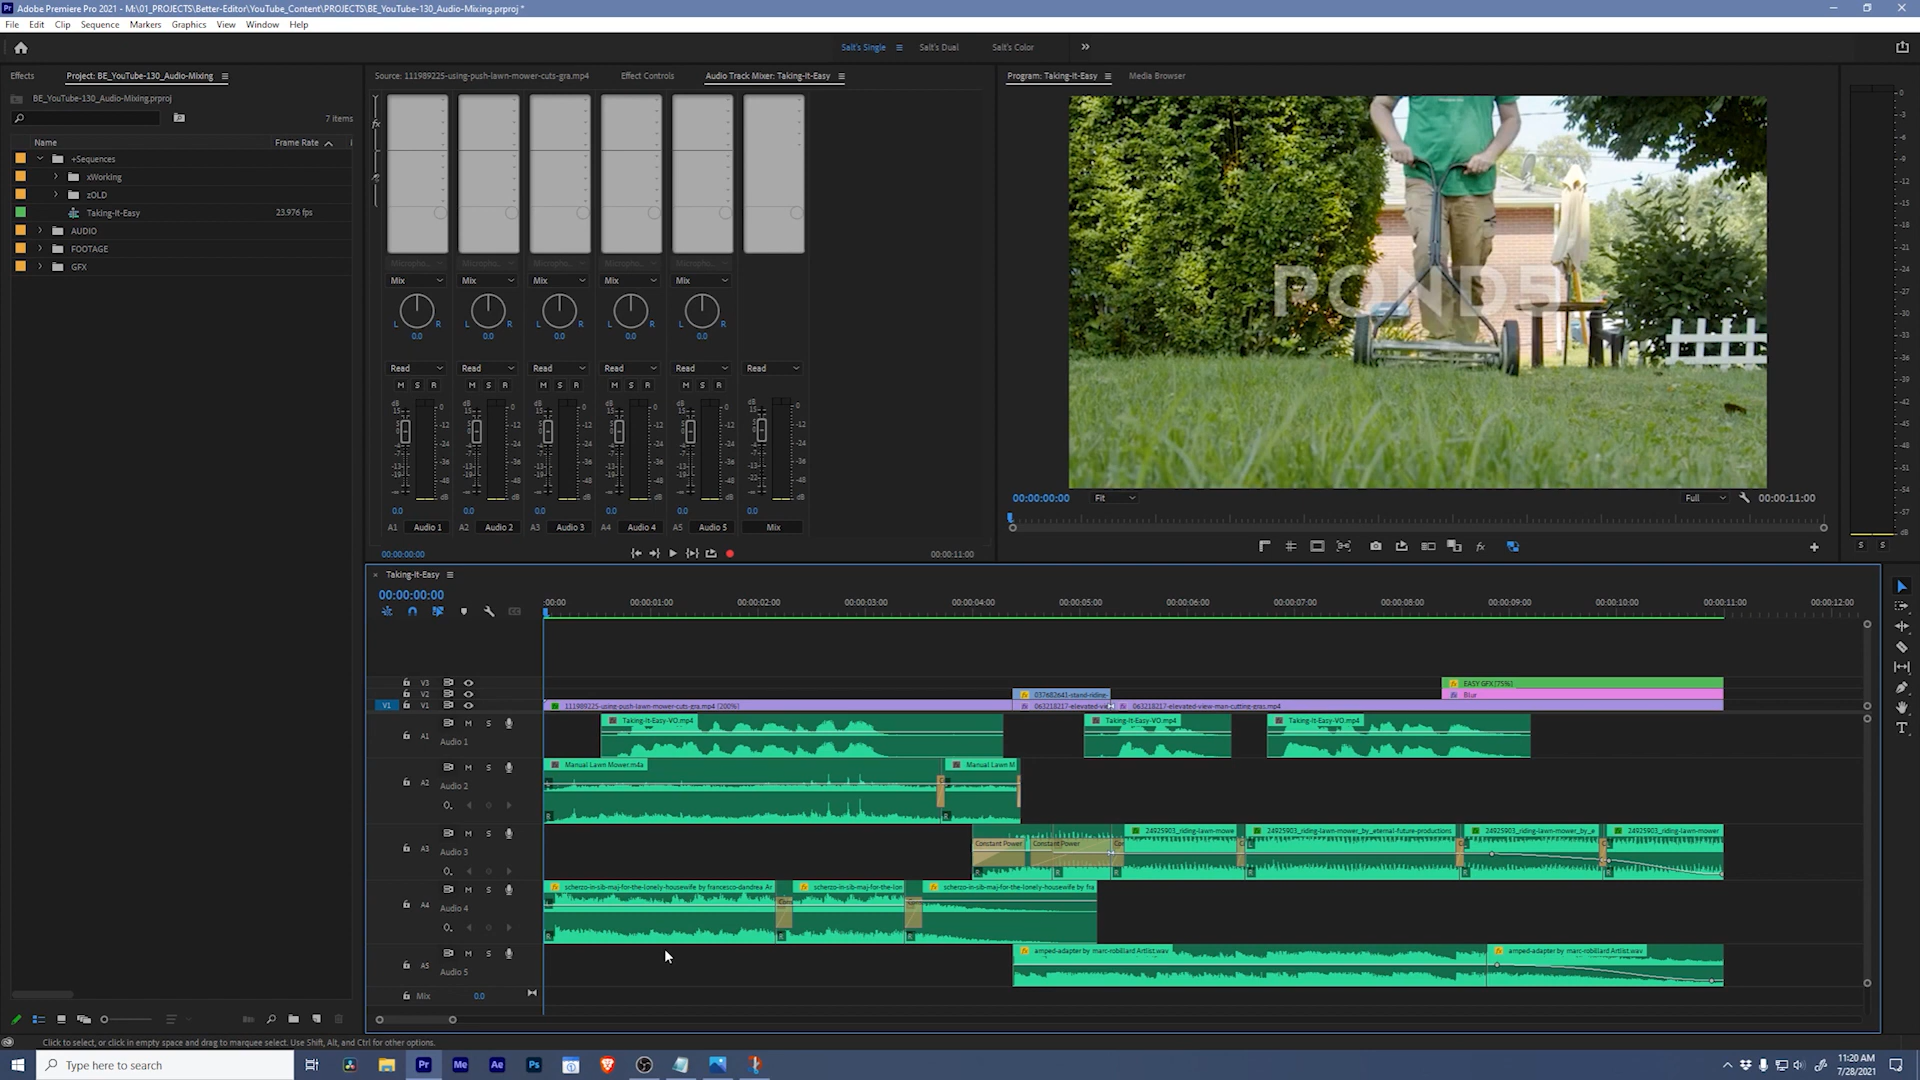 Adobe Premiere Pro 2021 - M:\01_PROJECTS\Better-Editor\YouTube_Content\PROJECTS\BE_YouTube-130_Audio-Mixing.prproj *
File Edit Clip Sequence Markers Graphics View Window Help
Salt's Single Salt's Dual Salt's Color
Effects Project: BE_YouTube-130_Audio-Mixing
Source: 111989225-using-push-lawn-mower-cuts-gra.mp4 Effect Controls Audio Track Mixer: Taking-It-Easy
Program: Taking-It-Easy Media Browser
BE_YouTube-130_Audio-Mixing.prproj
7 items
Name Frame Rate
+Sequences
xWorking
zOLD
Taking-It-Easy 23.976 fps
AUDIO
FOOTAGE
GFX
Mix Mix Mix Mix Mix
L R L R L R L R L R
0.0 0.0 0.0 0.0 0.0
Read Read Read Read Read Read
M S R M S R M S R M S R M S R
0.0 0.0 0.0 0.0 0.0 0.0
A1 Audio 1 A2 Audio 2 A3 Audio 3 A4 Audio 4 A5 Audio 5 Mix
00:00:00:00 00:00:11:00
POND5
00:00:00:00 Fit Full 00:00:11:00
S S
Taking-It-Easy
00:00:00:00
:00:00 00:00:01:00 00:00:02:00 00:00:03:00 00:00:04:00 00:00:05:00 00:00:06:00 00:00:07:00 00:00:08:00 00:00:09:00 00:00:10:00 00:00:11:00 00:00:12:00
V3 EASY GFX [75%]
V2 037682641-stand-riding- Blur
V1 V1 111989225-using-push-lawn-mower-cuts-gra.mp4 [200%] 063218217-elevated-vie 063218217-elevated-view-man-cutting-gras.mp4
A1 M S Audio 1 Taking-It-Easy-VO.mp4 Taking-It-Easy-VO.mp4 Taking-It-Easy-VO.mp4
A2 M S Audio 2 Manual Lawn Mower.m4a Manual Lawn M
A3 M S Audio 3 Constant Power Constant Power 24925903_riding-lawn-mowe 24925903_riding-lawn-mower_by_eternal-future-productions 24925903_riding-lawn-mower_by_e 24925903_riding-lawn-mower
A4 M S Audio 4 scherzo-in-sib-maj-for-the-lonely-housewife by francesco-dandrea Ar scherzo-in-sib-maj-for-the-lon scherzo-in-sib-maj-for-the-lonely-housewife by fra
A5 M S Audio 5 amped-adapter by marc-robillard Artlist.wav amped-adapter by marc-robillard Artlist.wav
Mix 0.0
Click to select, or click in empty space and drag to marquee select. Use Shift, Alt, and Ctrl for other options.
Type here to search
Pr Me Ae Ps
11:20 AM
7/28/2021